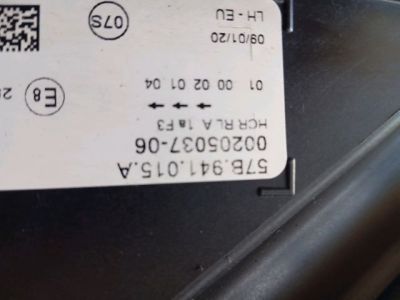 57B.941.015.A
00205037-06
HCR RL A 1a F3
01 00 02 01 04
E8
09/01/20
LH - EU
07S